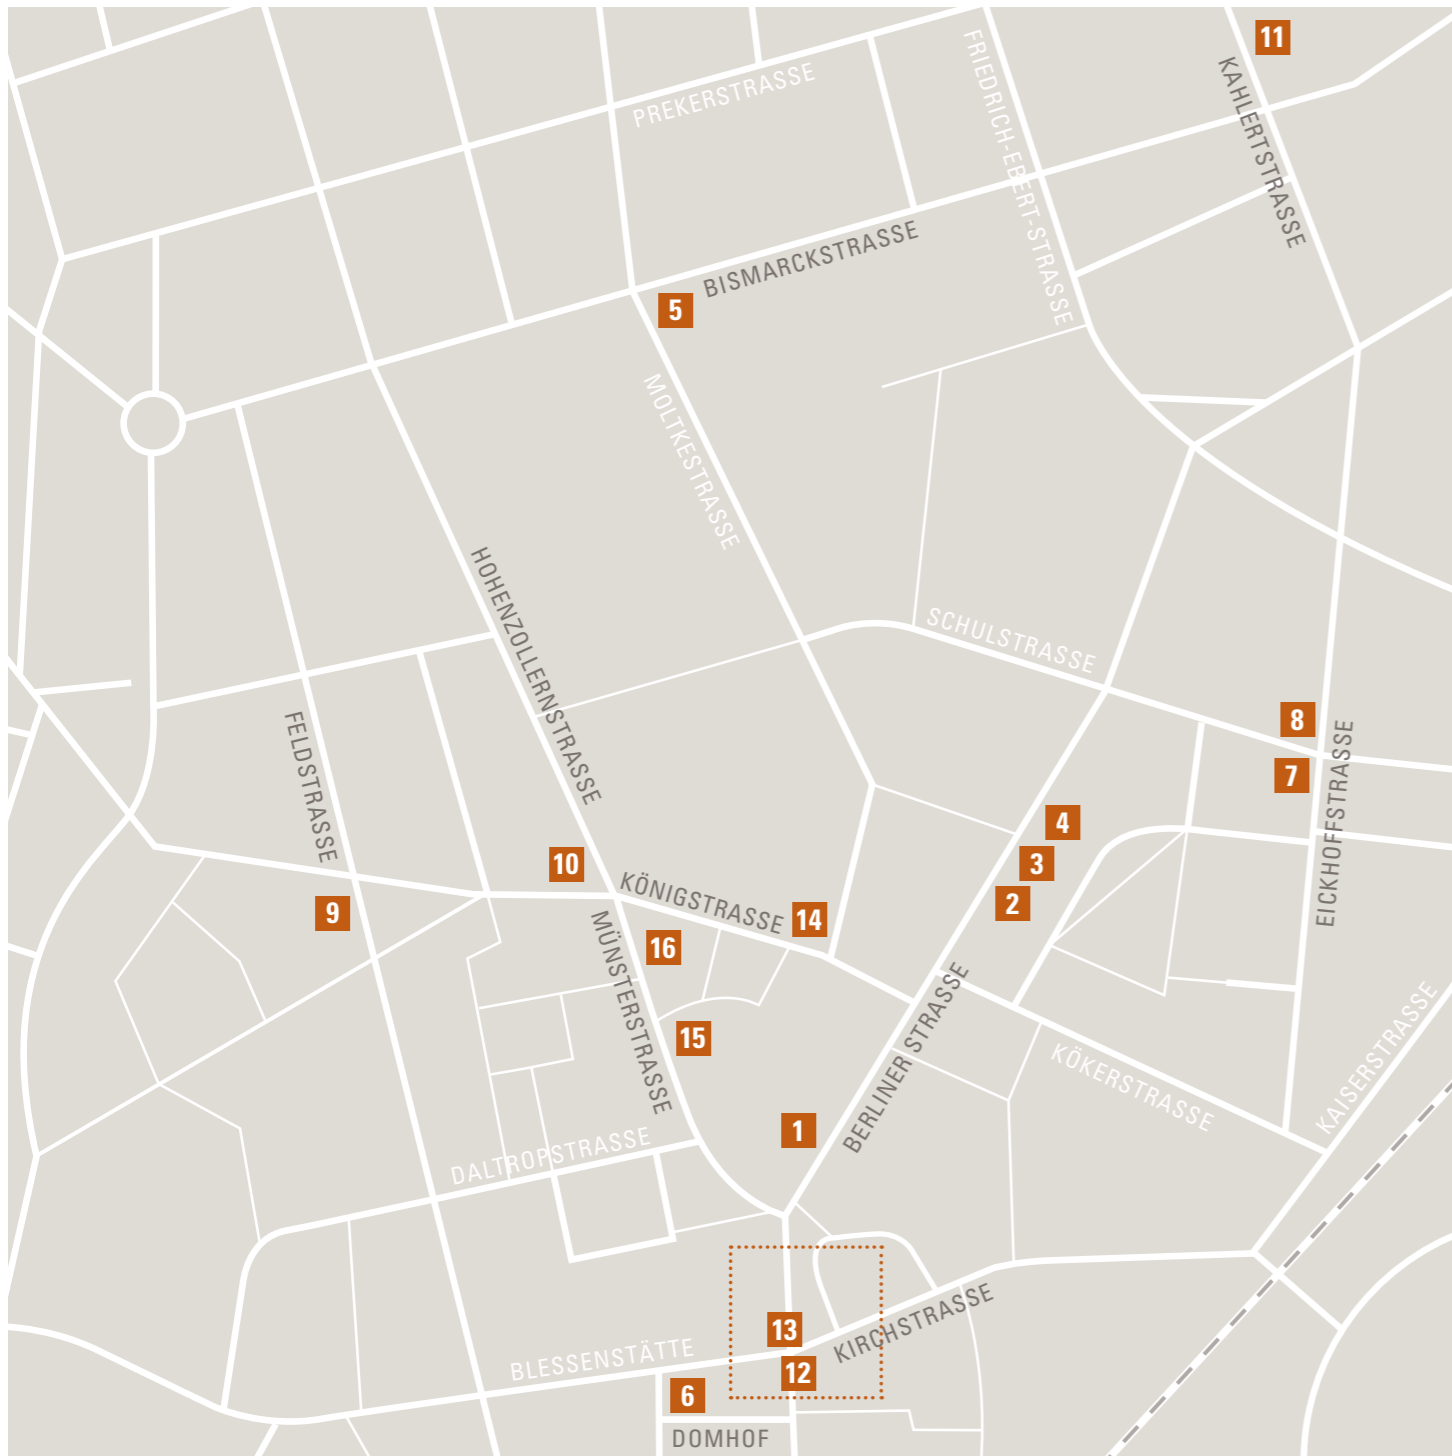 11
PREKERSTRASSE
FRIEDRICH-EBERT-STRASSE
KAHLERTSTRASSE
BISMARCKSTRASSE
5
MOLTKESTRASSE
HOHENZOLLERNSTRASSE
SCHULSTRASSE
FELDSTRASSE
8
7
EICKHOFFSTRASSE
4
3
2
10
KÖNIGSTRASSE
14
9
MÜNSTERSTRASSE
16
15
BERLINER STRASSE
KÖKERSTRASSE
KAISERSTRASSE
1
DALTROPSTRASSE
13
KIRCHSTRASSE
BLESSENSTÄTTE
12
6
DOMHOF